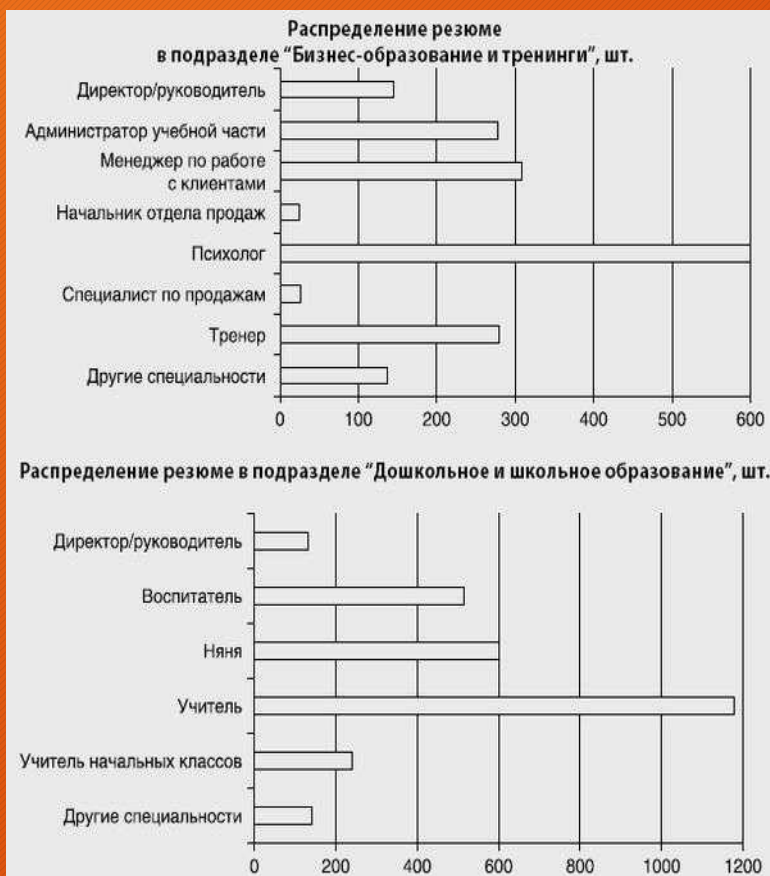 Распределение резюме
в подразделе “Бизнес-образование и тренинги”, шт.
Директор/руководитель
Администратор учебной части
Менеджер по работе
с клиентами
Начальник отдела продаж
Психолог
Специалист по продажам
Тренер
Другие специальности
0 100 200 300 400 500 600
Распределение резюме в подразделе “Дошкольное и школьное образование”, шт.
Директор/руководитель
Воспитатель
Няня
Учитель
Учитель начальных классов
Другие специальности
0 200 400 600 800 1000 1200